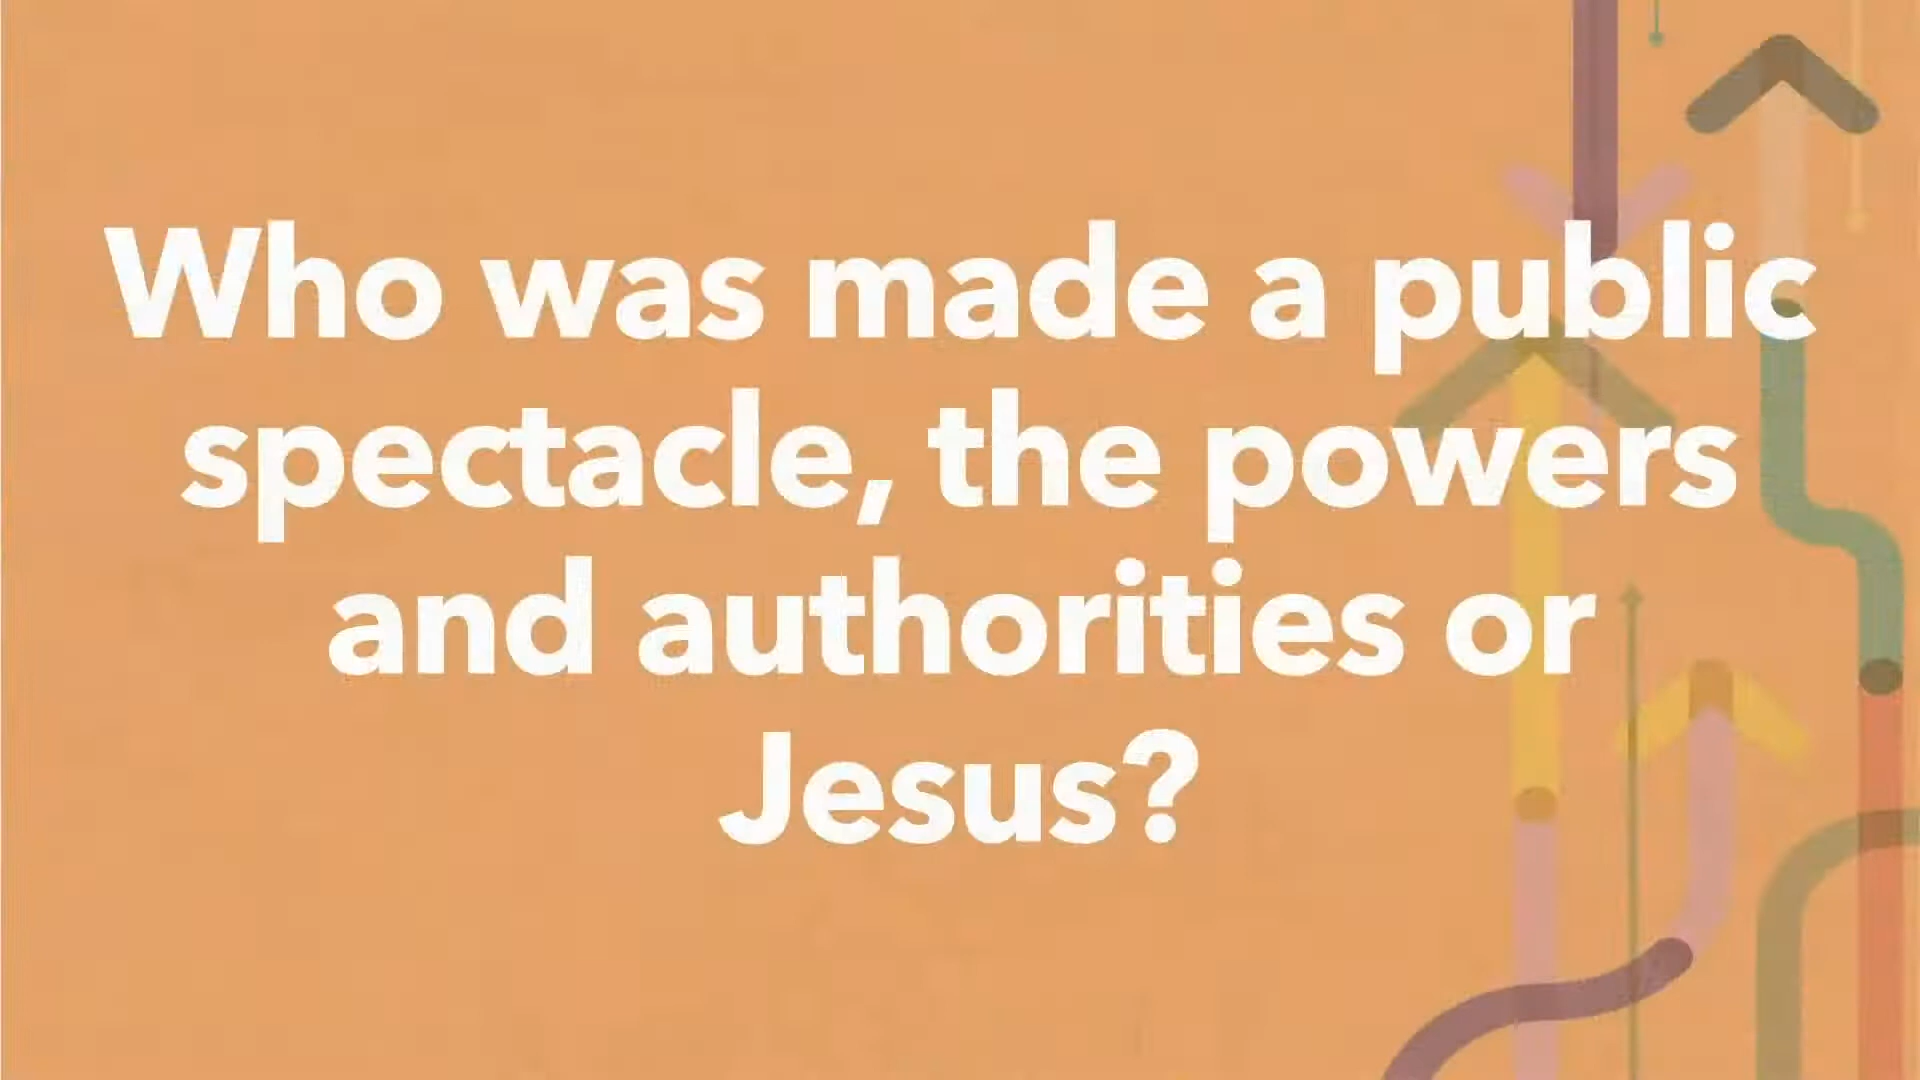 Who was made a public
spectacle, the powers
and authorities or
Jesus?